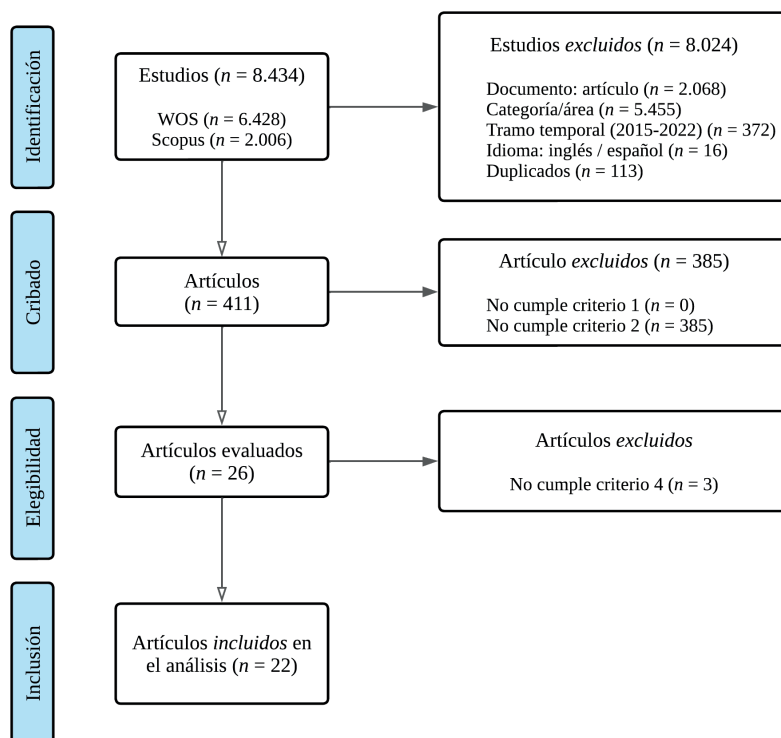 Identificación
Estudios (n = 8.434)
WOS (n = 6.428)
Scopus (n = 2.006)
Estudios excluidos (n = 8.024)
Documento: artículo (n = 2.068)
Categoría/área (n = 5.455)
Tramo temporal (2015-2022) (n = 372)
Idioma: inglés / español (n = 16)
Duplicados (n = 113)
Cribado
Artículos
(n = 411)
Artículo excluidos (n = 385)
No cumple criterio 1 (n = 0)
No cumple criterio 2 (n = 385)
Elegibilidad
Artículos evaluados
(n = 26)
Artículos excluidos
No cumple criterio 4 (n = 3)
Inclusión
Artículos incluidos en
el análisis (n = 22)